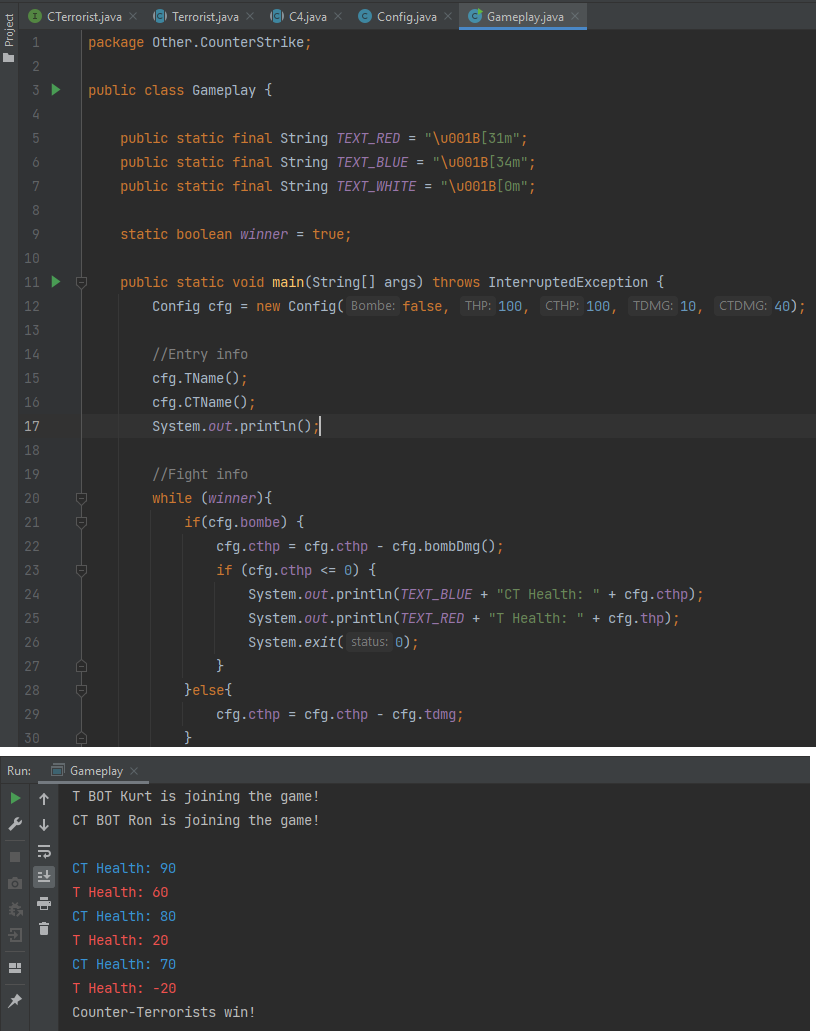 CTerrorist.java Terrorist.java C4.java Config.java Gameplay.java
Project
1 package Other.CounterStrike;
2
3 public class Gameplay {
4
5 public static final String TEXT_RED = "\u001B[31m";
6 public static final String TEXT_BLUE = "\u001B[34m";
7 public static final String TEXT_WHITE = "\u001B[0m";
8
9 static boolean winner = true;
10
11 public static void main(String[] args) throws InterruptedException {
12 Config cfg = new Config( Bombe: false, THP: 100, CTHP: 100, TDMG: 10, CTDMG: 40);
13
14 //Entry info
15 cfg.TName();
16 cfg.CTName();
17 System.out.println();
18
19 //Fight info
20 while (winner){
21 if(cfg.bombe) {
22 cfg.cthp = cfg.cthp - cfg.bombDmg();
23 if (cfg.cthp <= 0) {
24 System.out.println(TEXT_BLUE + "CT Health: " + cfg.cthp);
25 System.out.println(TEXT_RED + "T Health: " + cfg.thp);
26 System.exit( status: 0);
27 }
28 }else{
29 cfg.cthp = cfg.cthp - cfg.tdmg;
30 }
Run: Gameplay
T BOT Kurt is joining the game!
CT BOT Ron is joining the game!
CT Health: 90
T Health: 60
CT Health: 80
T Health: 20
CT Health: 70
T Health: -20
Counter-Terrorists win!